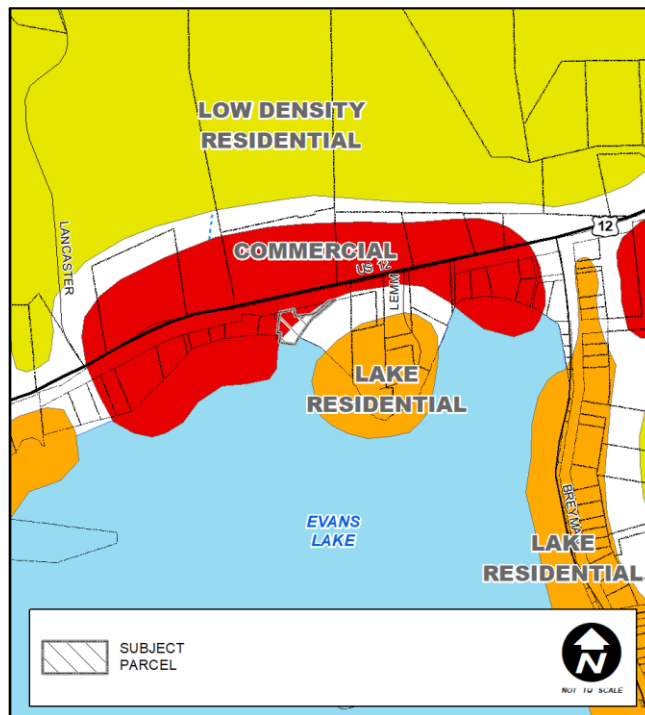 LOW DENSITY
RESIDENTIAL
LANCASTER
12
COMMERCIAL
US 12
LEMM
LAKE
RESIDENTIAL
BREYMA
EVANS
LAKE
LAKE
RESIDENTIAL
SUBJECT
PARCEL
N
NOT TO SCALE